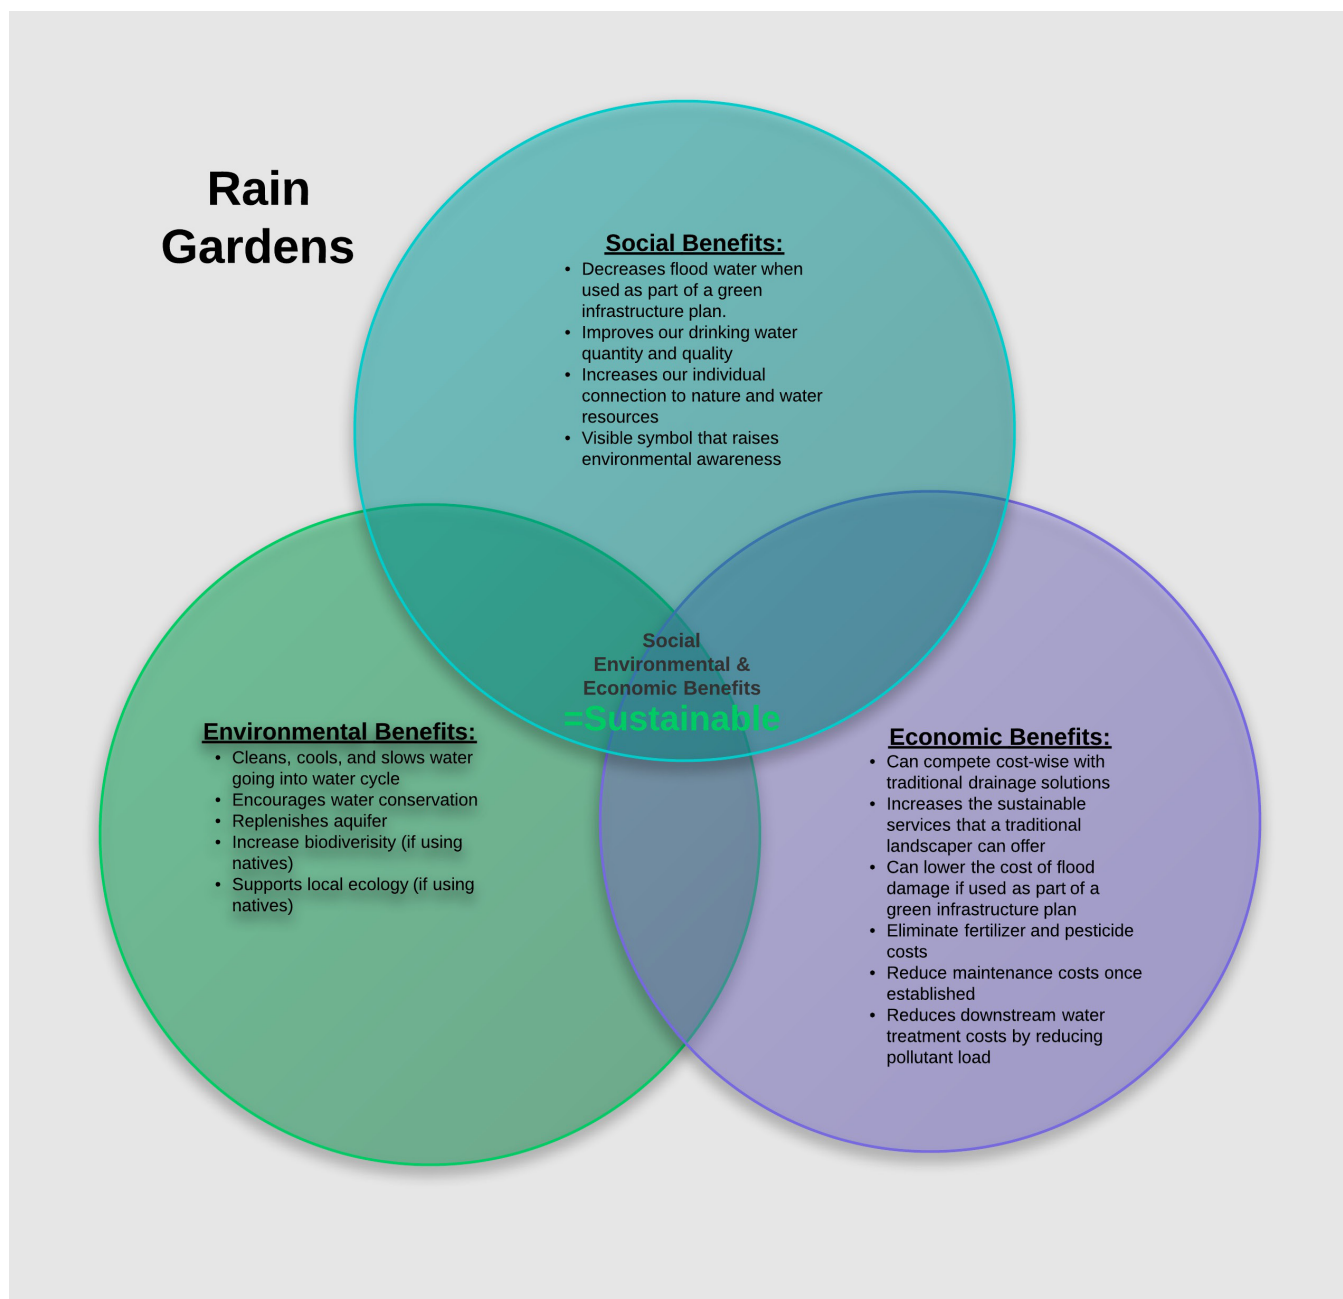 Rain
Gardens
Social Benefits:
• Decreases flood water when
used as part of a green
infrastructure plan.
• Improves our drinking water
quantity and quality
• Increases our individual
connection to nature and water
resources
• Visible symbol that raises
environmental awareness
Social
Environmental &
Economic Benefits
=Sustainable
Environmental Benefits:
• Cleans, cools, and slows water
going into water cycle
• Encourages water conservation
• Replenishes aquifer
• Increase biodiverisity (if using
natives)
• Supports local ecology (if using
natives)
Economic Benefits:
• Can compete cost-wise with
traditional drainage solutions
• Increases the sustainable
services that a traditional
landscaper can offer
• Can lower the cost of flood
damage if used as part of a
green infrastructure plan
• Eliminate fertilizer and pesticide
costs
• Reduce maintenance costs once
established
• Reduces downstream water
treatment costs by reducing
pollutant load